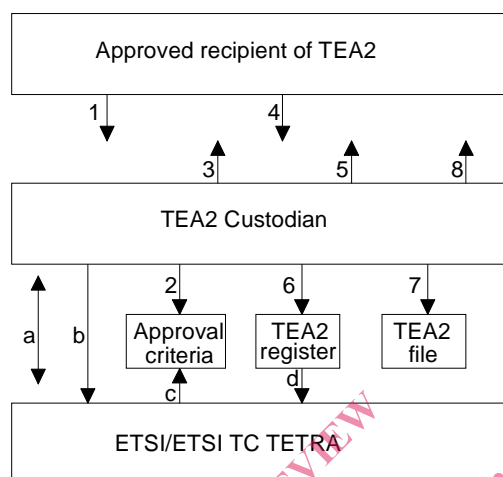 Approved recipient of TEA2
1
4
3
5
8
TEA2 Custodian
2
6
7
a
b
Approval
criteria
TEA2
register
TEA2
file
c
d
ETSI/ETSI TC TETRA